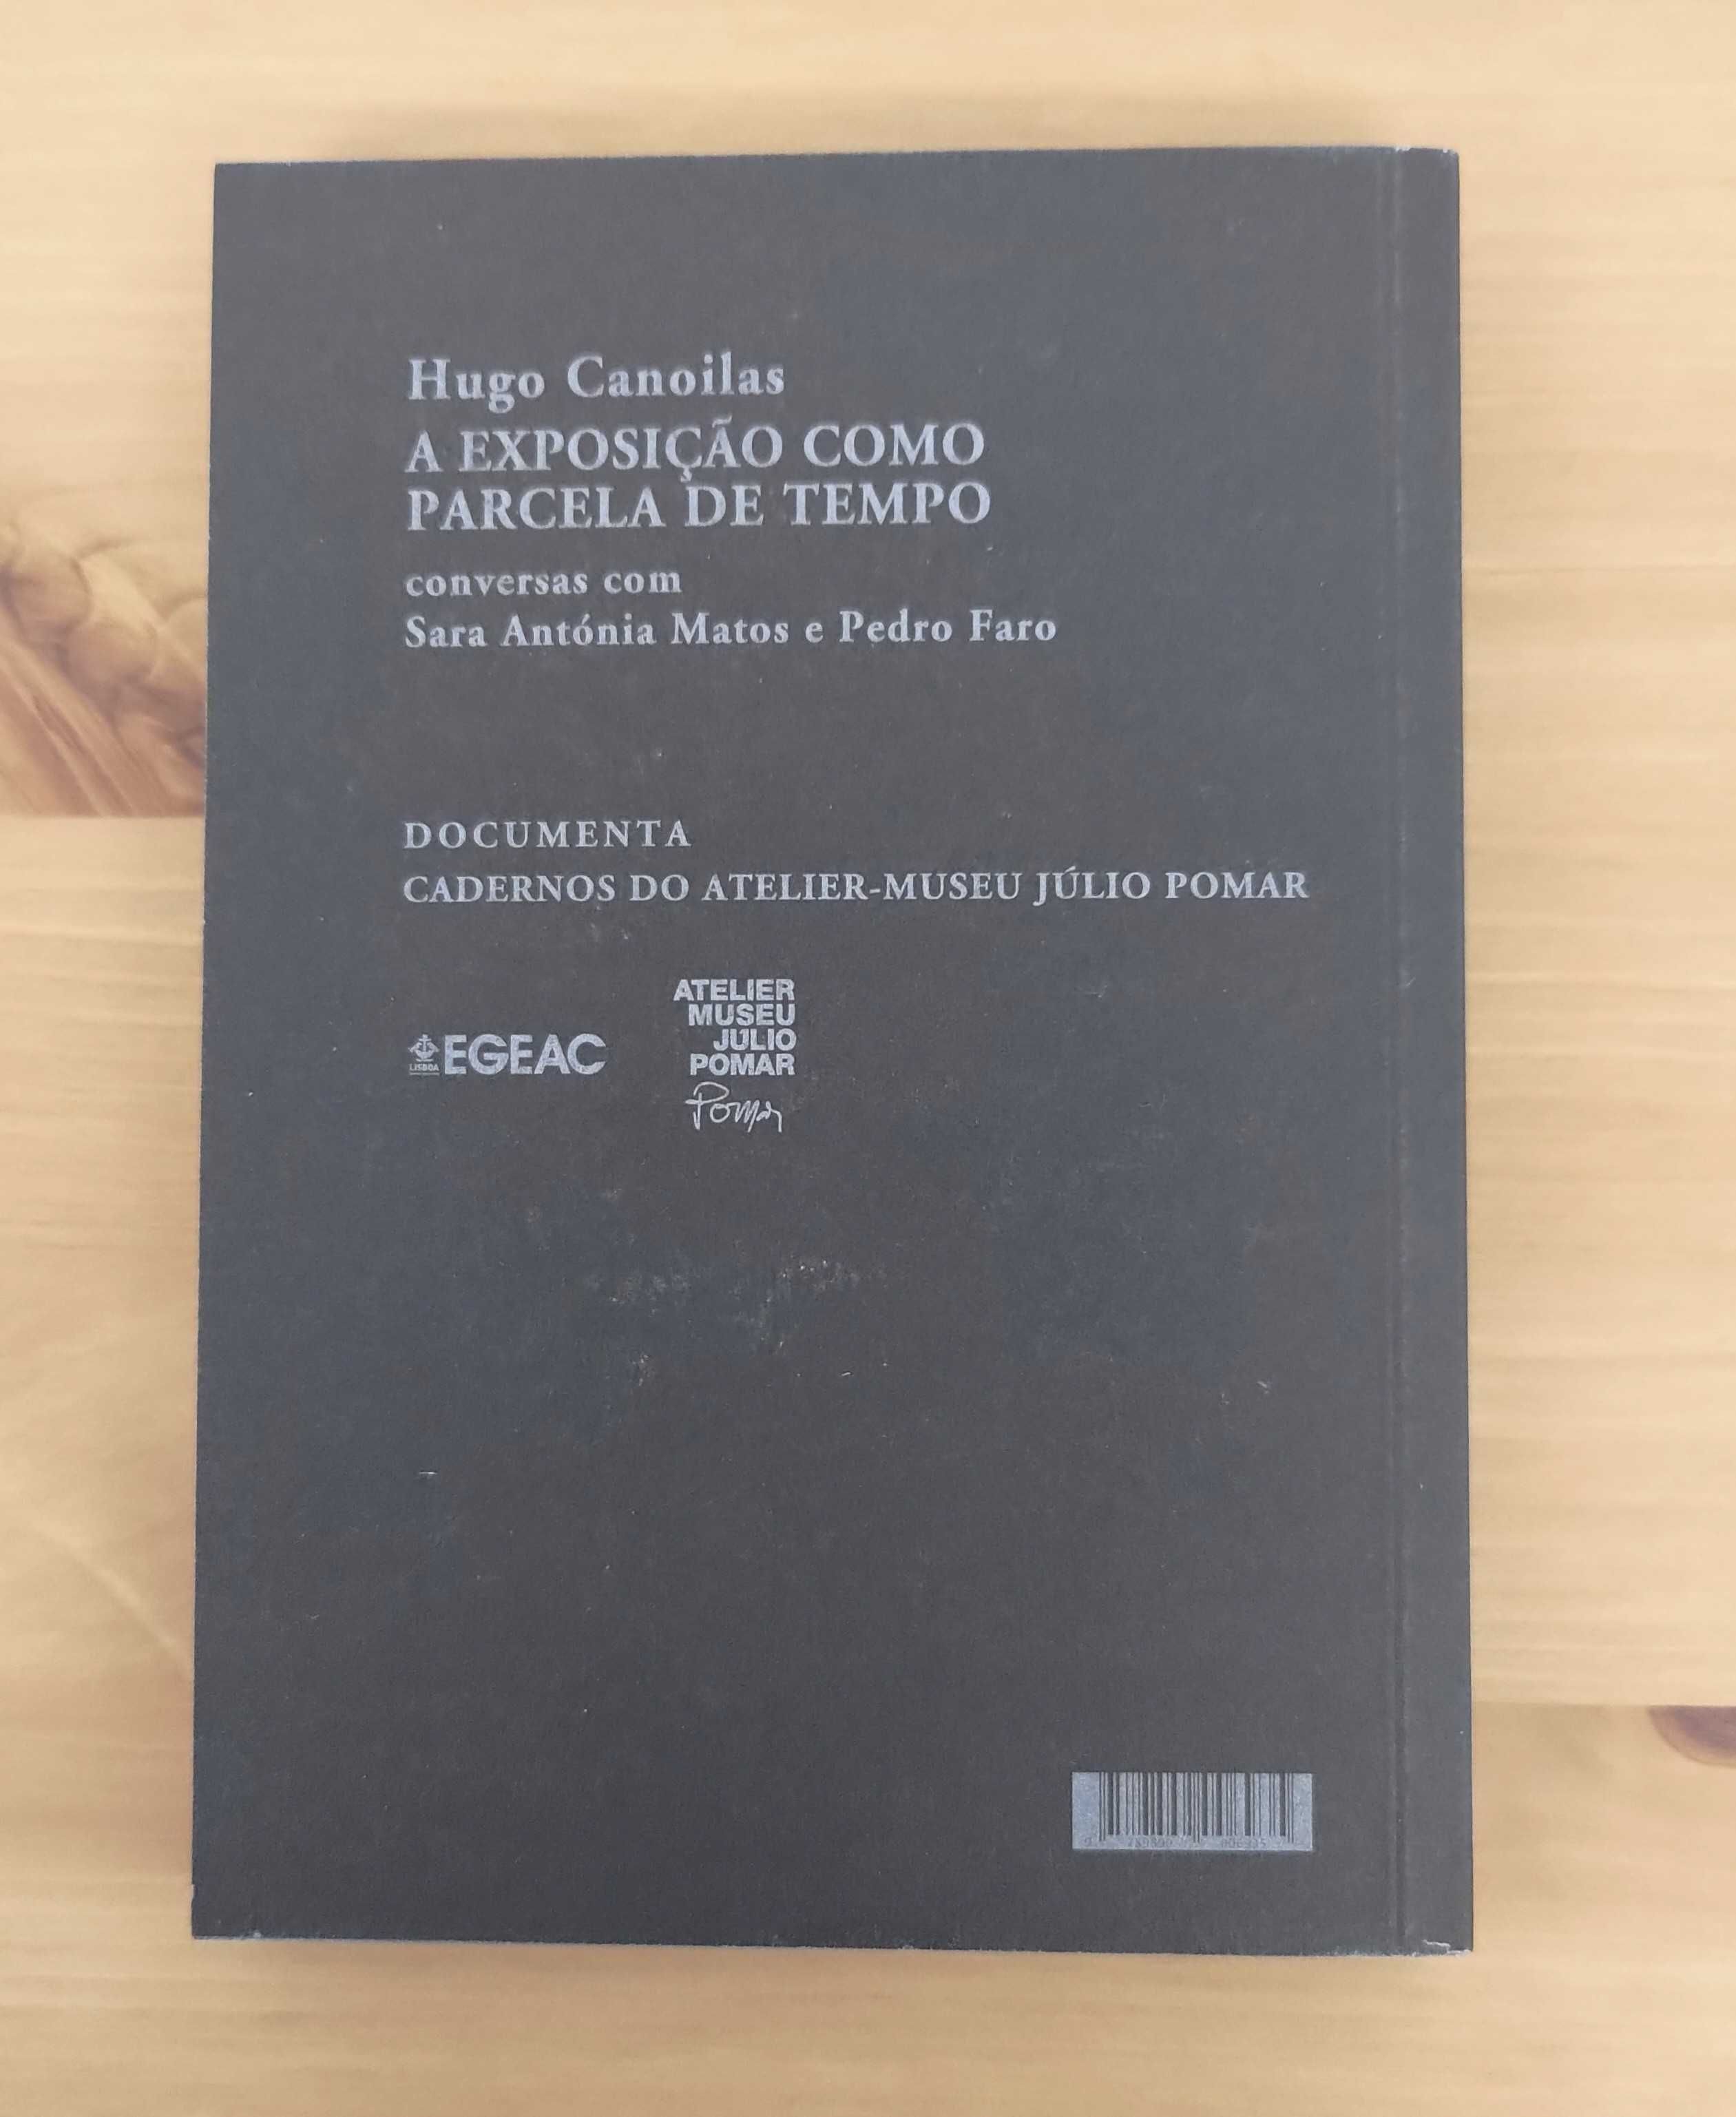 Hugo Canoilas
A EXPOSIÇÃO COMO
PARCELA DE TEMPO
conversas com
Sara Antónia Matos e Pedro Faro
DOCUMENTA
CADERNOS DO ATELIER-MUSEU JÚLIO POMAR
LISBOA
EGEAC
ATELIER
MUSEU
JÚLIO
POMAR
Pomar